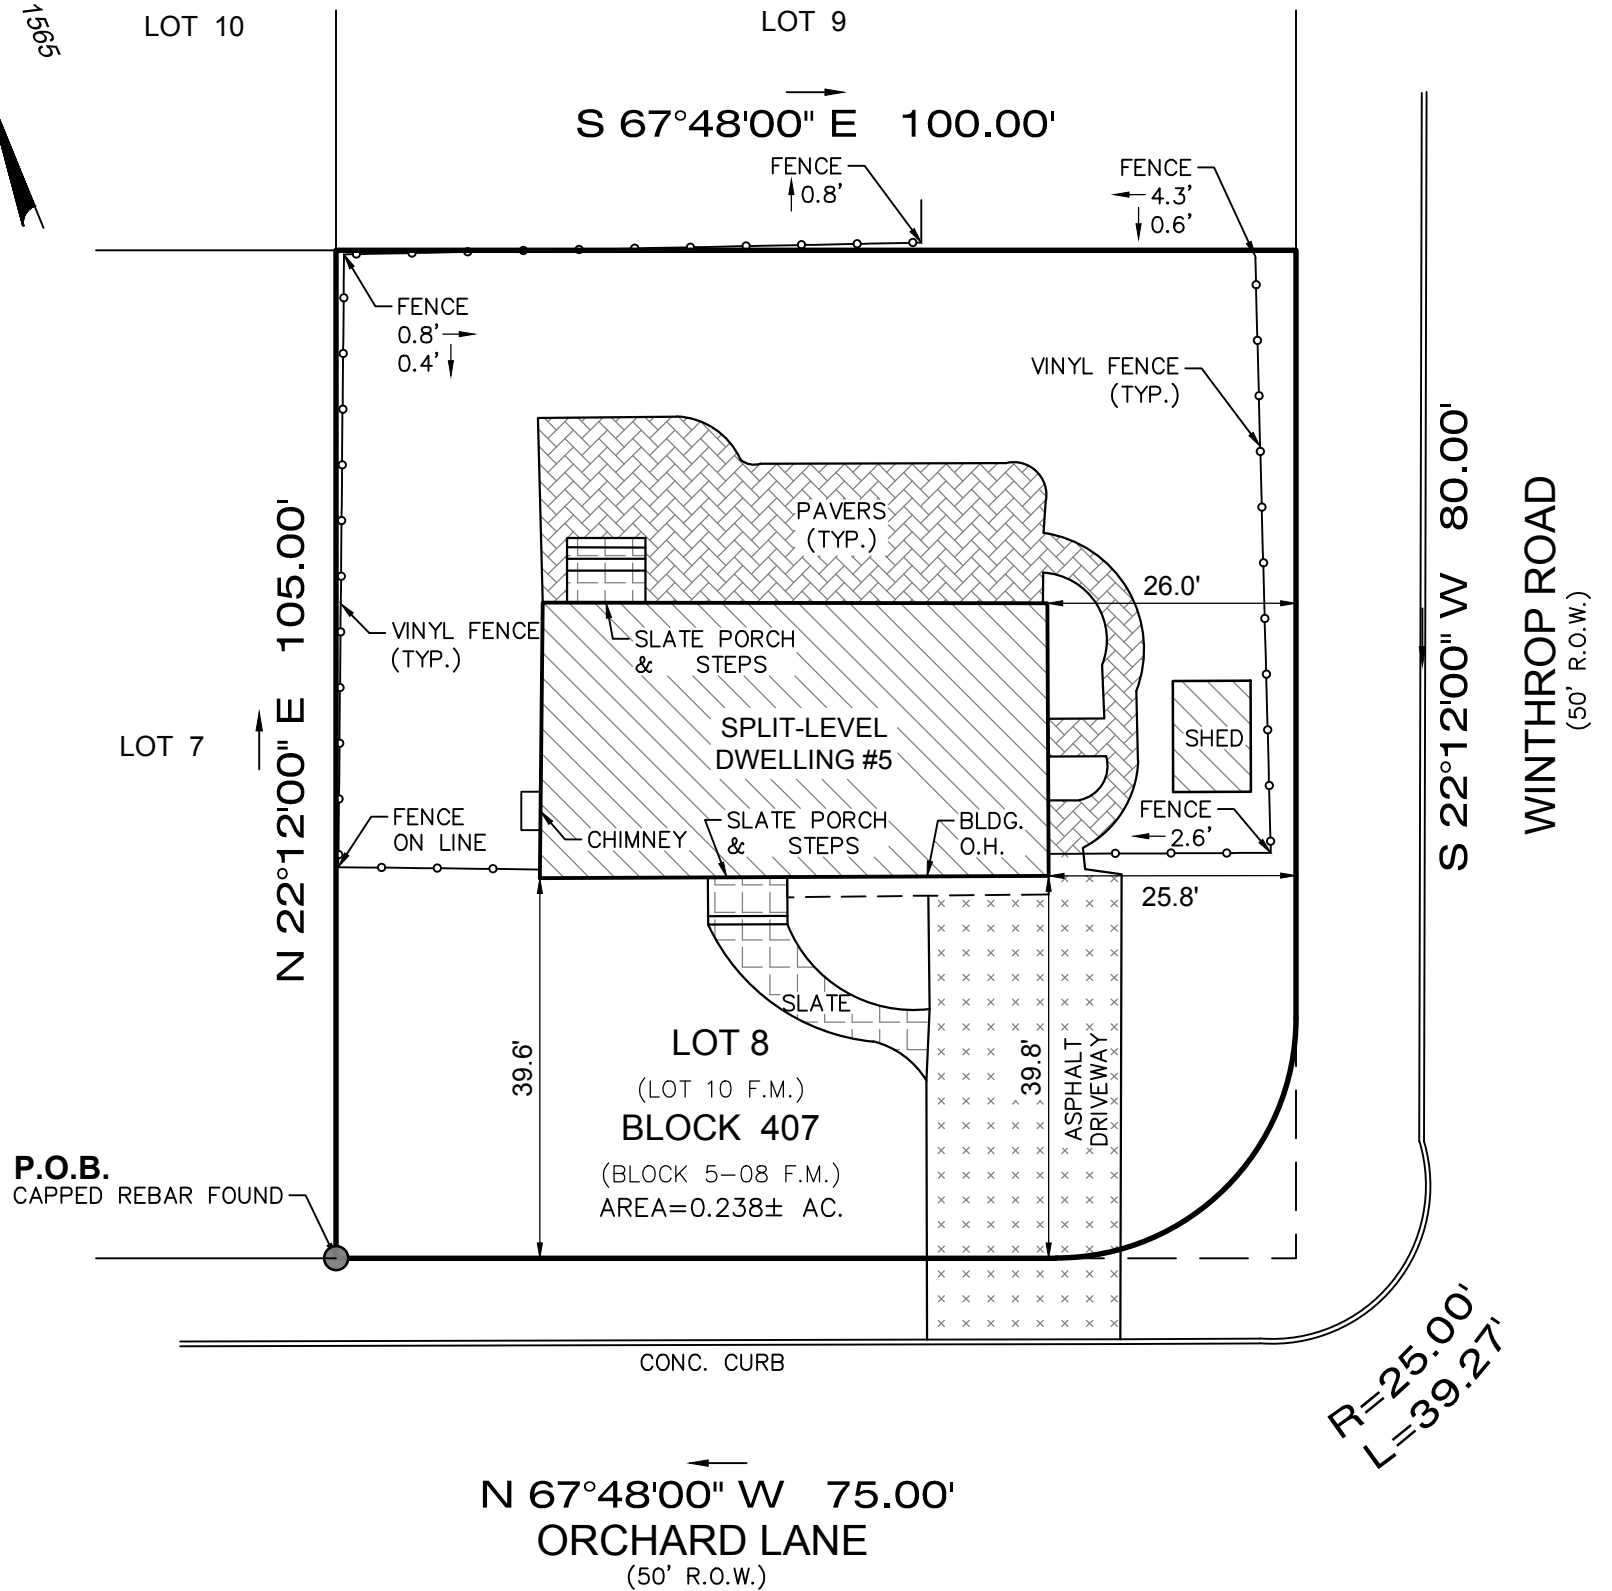 1565
LOT 10
LOT 9
S 67°48'00" E 100.00'
FENCE
0.8'
FENCE
4.3'
0.6'
FENCE
0.8'
0.4'
VINYL FENCE
(TYP.)
PAVERS
(TYP.)
26.0'
N 22°12'00" E 105.00'
S 22°12'00" W 80.00'
WINTHROP ROAD
(50' R.O.W.)
VINYL FENCE
(TYP.)
SLATE PORCH
& STEPS
LOT 7
SPLIT-LEVEL
DWELLING #5
SHED
FENCE
ON LINE
CHIMNEY
SLATE PORCH
& STEPS
BLDG.
O.H.
FENCE
2.6'
25.8'
SLATE
39.6'
39.8'
ASPHALT
DRIVEWAY
LOT 8
(LOT 10 F.M.)
BLOCK 407
(BLOCK 5-08 F.M.)
AREA=0.238± AC.
P.O.B.
CAPPED REBAR FOUND
CONC. CURB
R=25.00'
L=39.27'
N 67°48'00" W 75.00'
ORCHARD LANE
(50' R.O.W.)